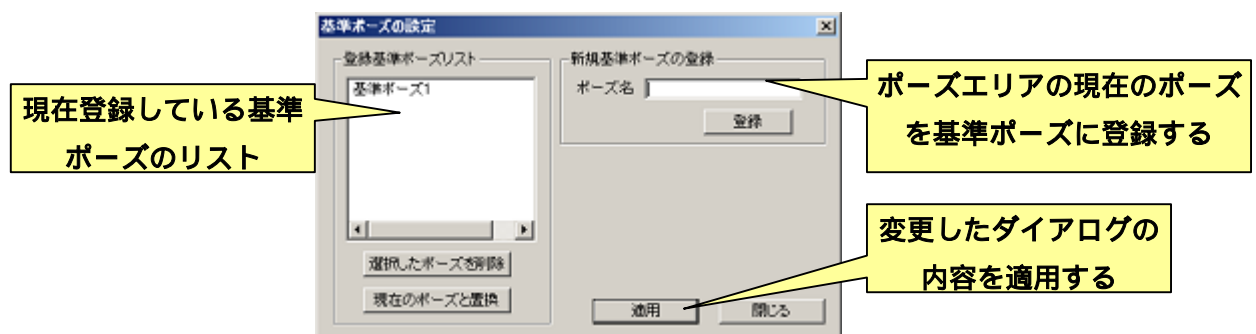 基準ポーズの設定
登録基準ポーズリスト
基準ポーズ1
選択したポーズを削除
現在のポーズと置換
新規基準ポーズの登録
ポーズ名
登録
適用
閉じる
現在登録している基準
ポーズのリスト
ポーズエリアの現在のポーズ
を基準ポーズに登録する
変更したダイアログの
内容を適用する